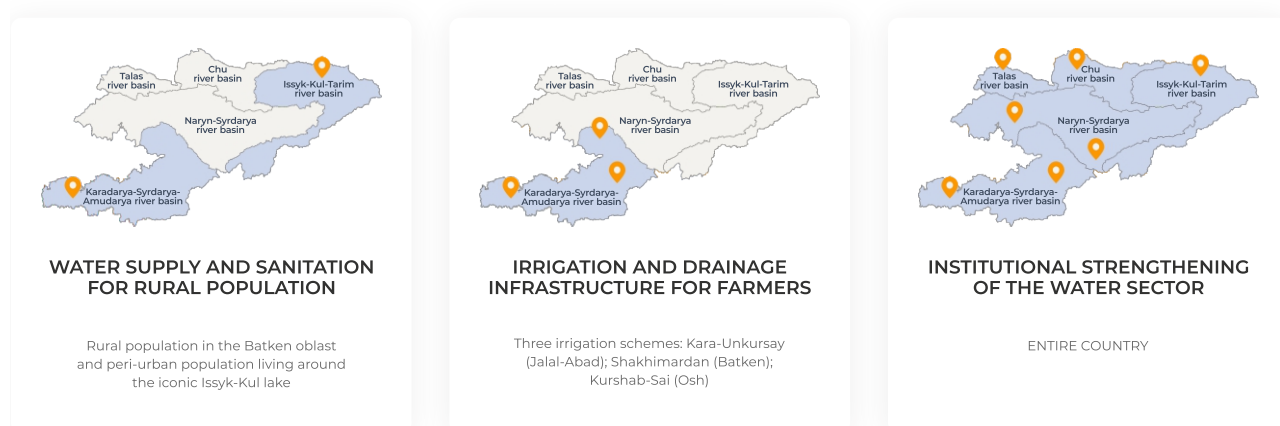 Talas
river basin
Chu
river basin
Issyk-Kul-Tarim
river basin
Naryn-Syrdarya
river basin
Karadarya-Syrdarya-
Amudarya river basin
WATER SUPPLY AND SANITATION
FOR RURAL POPULATION
Rural population in the Batken oblast
and peri-urban population living around
the iconic Issyk-Kul lake
Talas
river basin
Chu
river basin
Issyk-Kul-Tarim
river basin
Naryn-Syrdarya
river basin
Karadarya-Syrdarya-
Amudarya river basin
IRRIGATION AND DRAINAGE
INFRASTRUCTURE FOR FARMERS
Three irrigation schemes: Kara-Unkursay
(Jalal-Abad); Shakhimardan (Batken);
Kurshab-Sai (Osh)
Talas
river basin
Chu
river basin
Issyk-Kul-Tarim
river basin
Naryn-Syrdarya
river basin
Karadarya-Syrdarya-
Amudarya river basin
INSTITUTIONAL STRENGTHENING
OF THE WATER SECTOR
ENTIRE COUNTRY